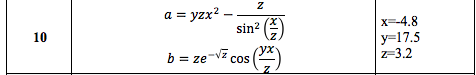 10
a = yzx² − z / sin²(x/z)
b = ze^(−√z) cos(yx/z)
x=-4.8
y=17.5
z=3.2